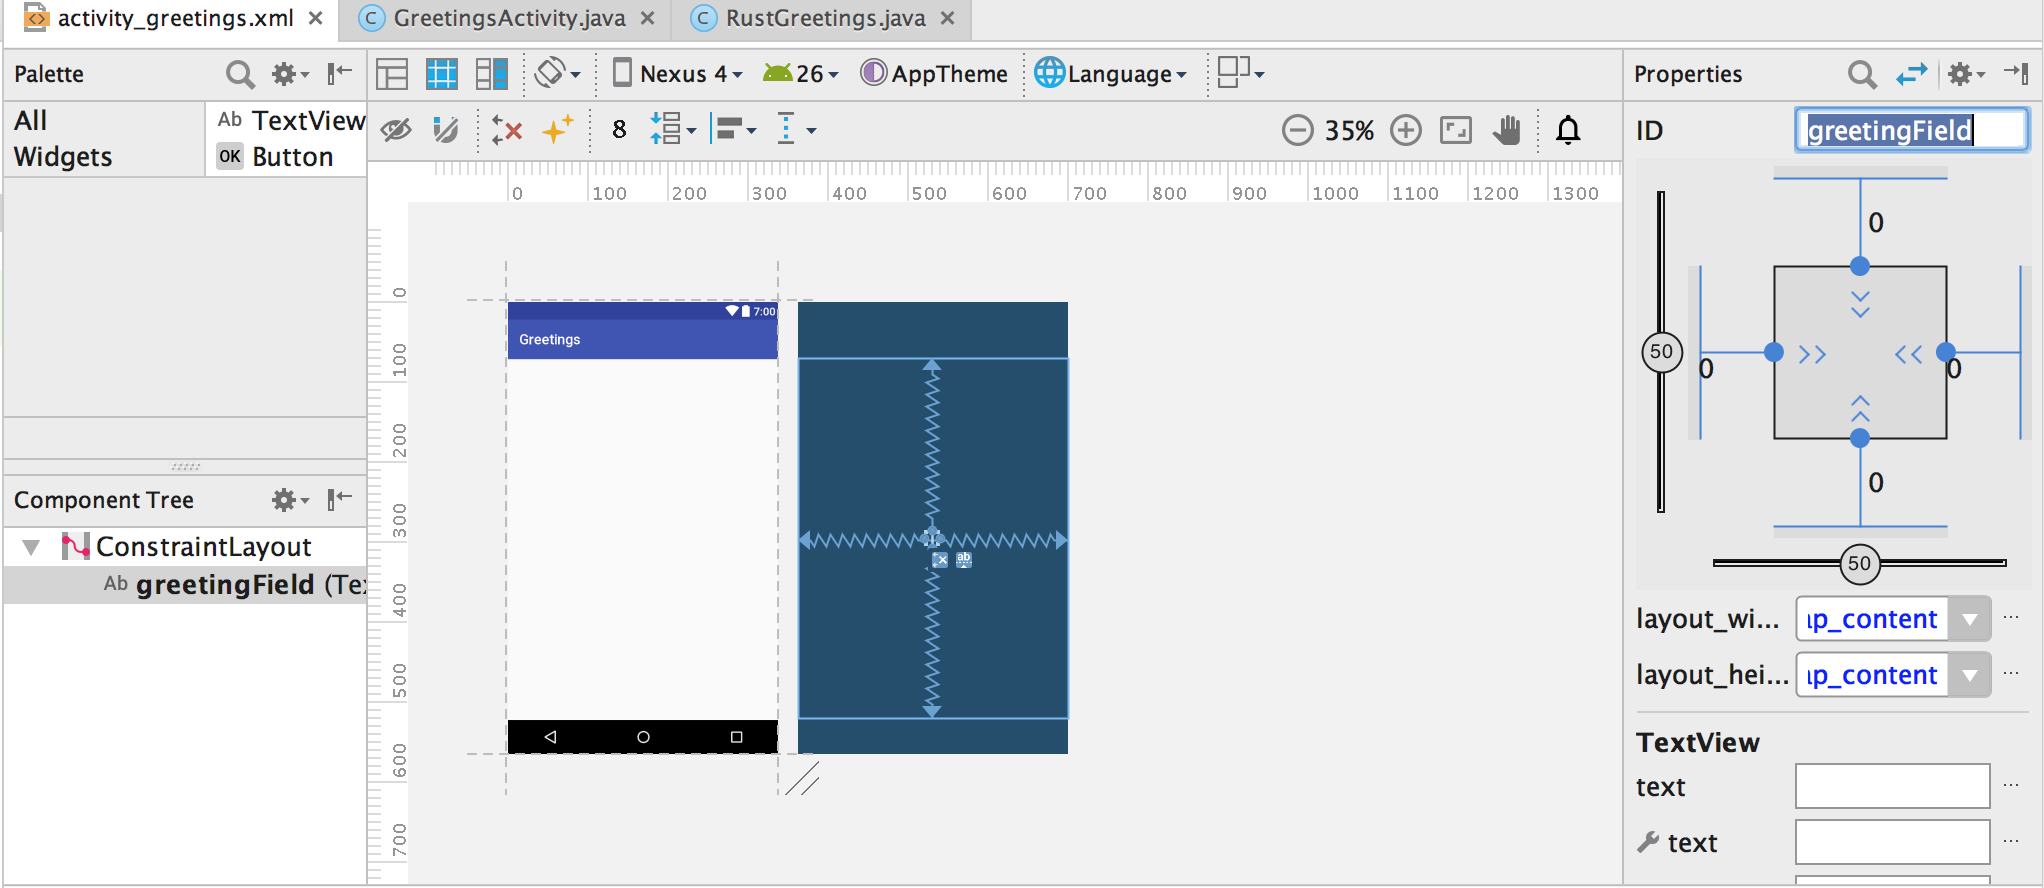 activity_greetings.xml × C GreetingsActivity.java × C RustGreetings.java ×
Palette
Nexus 4 26 AppTheme Language
Properties
All
Widgets
Ab TextView
OK Button
8
35%
ID greetingField
0 100 200 300 400 500 600 700 800 900 1000 1100 1200 1300
0
100
200
300
400
500
600
700
7:00
Greetings
ab
Component Tree
ConstraintLayout
Ab greetingField (Te
0
50
0
0
0
50
layout_wi... ıp_content ...
layout_hei... ıp_content ...
TextView
text ...
text ...